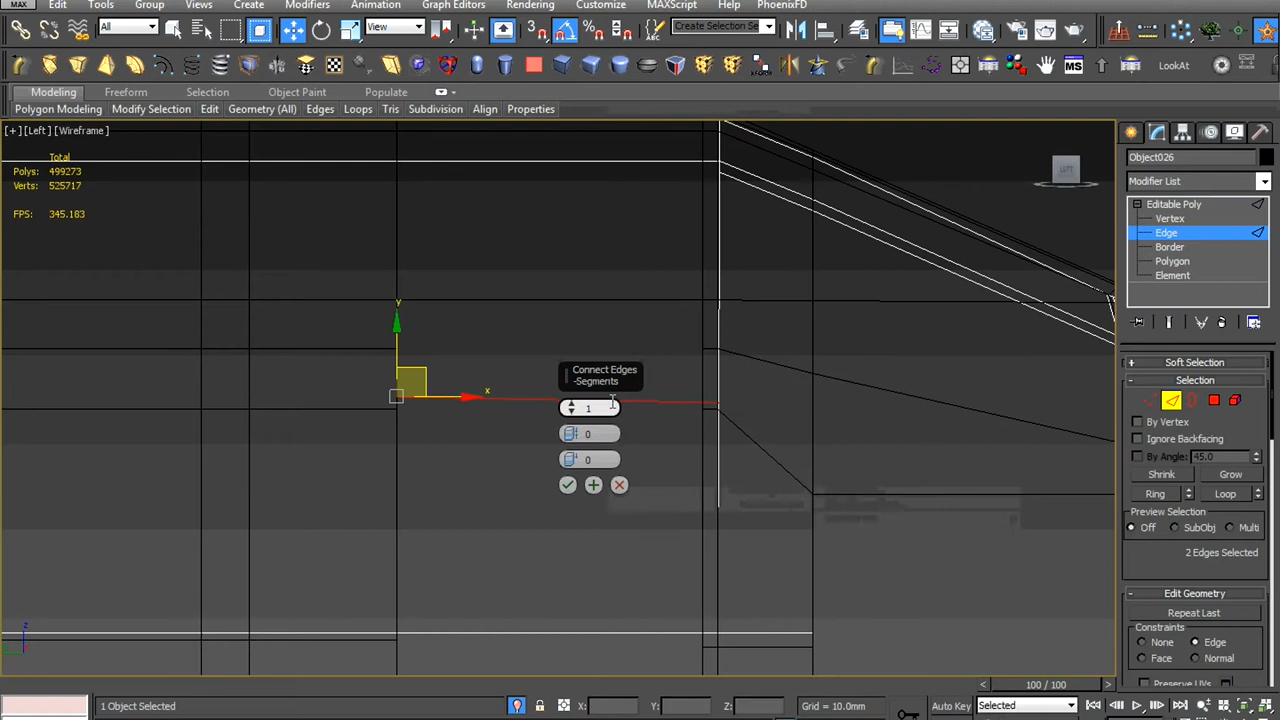 MAX Edit Tools Group Views Create Modifiers Animation Graph Editors Rendering Customize MAXScript Help PhoenixFD
All View Create Selection Se
MS LookAt
Modeling Freeform Selection Object Paint Populate
Polygon Modeling Modify Selection Edit Geometry (All) Edges Loops Tris Subdivision Align Properties
[+] [Left] [Wireframe]
Total
Polys: 499273
Verts: 525717
FPS: 345.183
LEFT
y
x
Connect Edges
-Segments
1
0
0
z
Object026
Modifier List
Editable Poly
Vertex
Edge
Border
Polygon
Element
+ Soft Selection
- Selection
By Vertex
Ignore Backfacing
By Angle: 45.0
Shrink Grow
Ring Loop
Preview Selection
Off SubObj Multi
2 Edges Selected
- Edit Geometry
Repeat Last
Constraints
None Edge
Face Normal
Preserve UVs
< 100 / 100 >
1 Object Selected X: Y: Z: Grid = 10.0mm Auto Key Selected